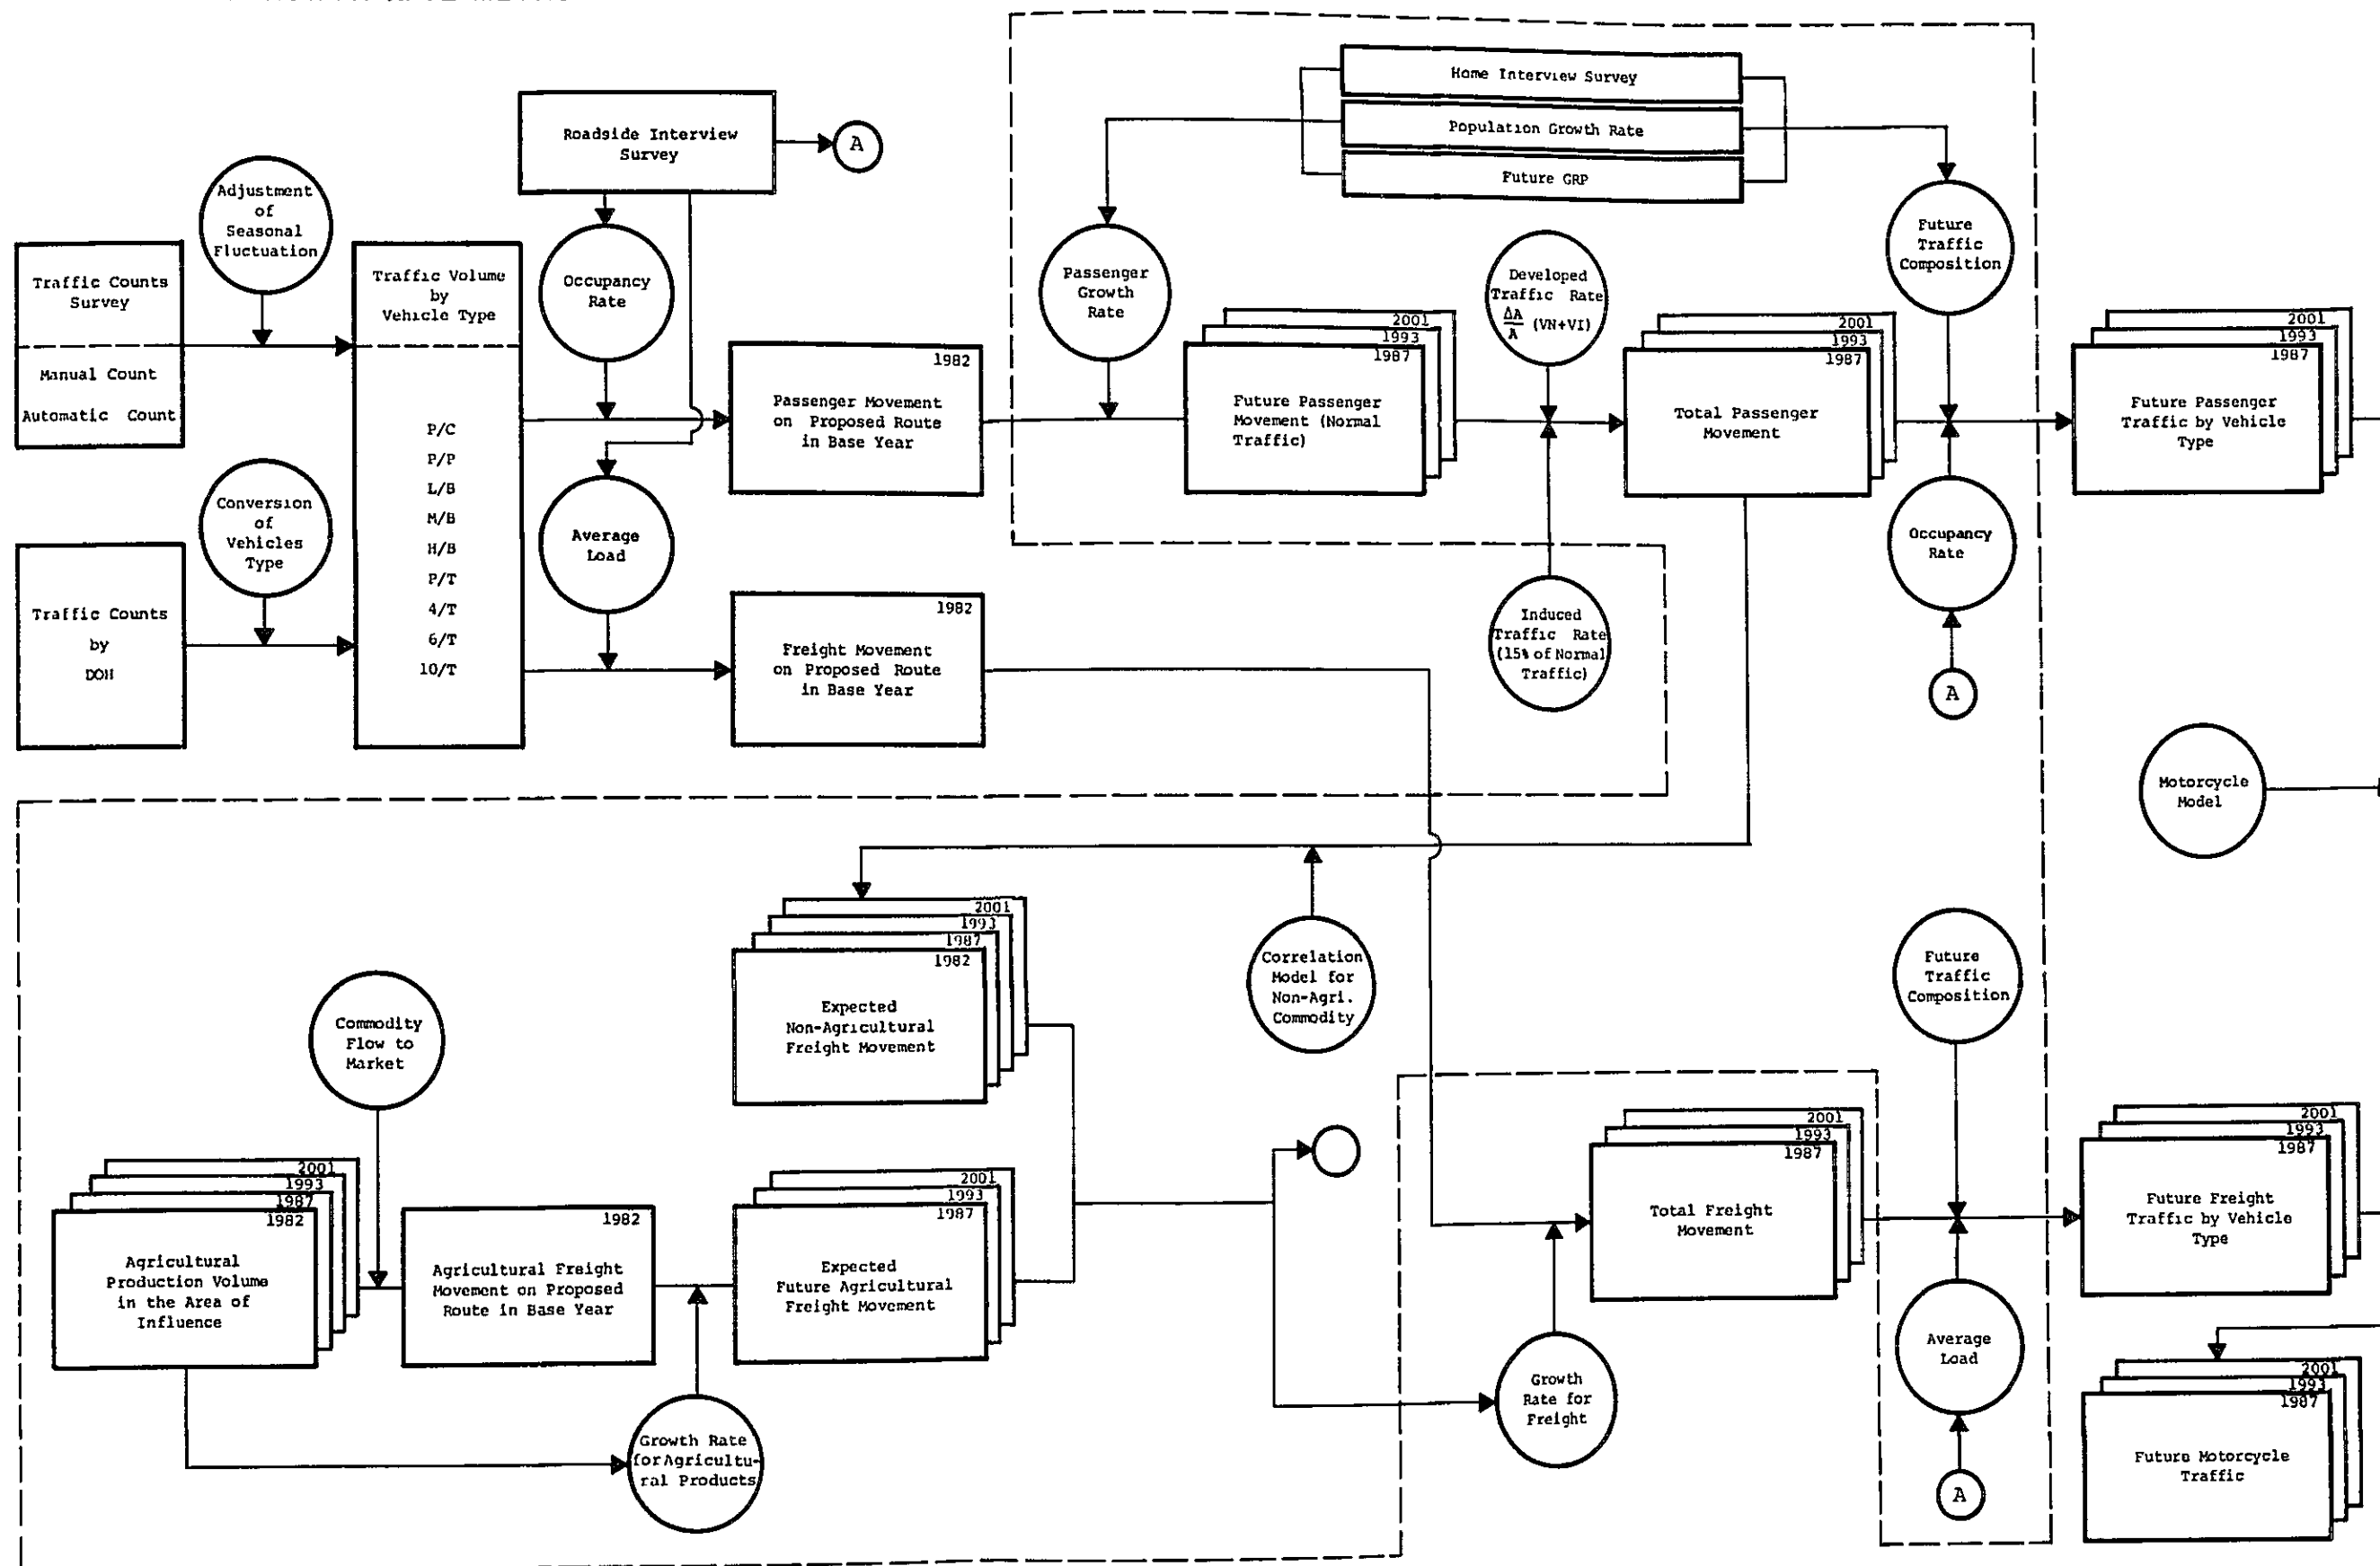 Home Interview Survey
Population Growth Rate
Future GRP
Roadside Interview
Survey
A
Adjustment
of
Seasonal
Fluctuation
Traffic Counts
Survey
Manual Count
Automatic Count
Traffic Volume
by
Vehicle Type
P/C
P/P
L/B
M/B
H/B
P/T
4/T
6/T
10/T
Occupancy
Rate
Conversion
of
Vehicles
Type
Traffic Counts
by
DOH
Average
Load
1982
Passenger Movement
on Proposed Route
in Base Year
1982
Freight Movement
on Proposed Route
in Base Year
Passenger
Growth
Rate
2001
1993
1987
Future Passenger
Movement (Normal
Traffic)
Developed
Traffic Rate
ΔA
A (VN+VI)
Induced
Traffic Rate
(15% of Normal
Traffic)
2001
1993
1987
Total Passenger
Movement
Future
Traffic
Composition
Occupancy
Rate
A
2001
1993
1987
Future Passenger
Traffic by Vehicle
Type
Motorcycle
Model
2001
1993
1987
1982
Expected
Non-Agricultural
Freight Movement
Correlation
Model for
Non-Agri.
Commodity
Commodity
Flow to
Market
2001
1993
1987
1982
Agricultural
Production Volume
in the Area of
Influence
1982
Agricultural Freight
Movement on Proposed
Route in Base Year
2001
1993
1987
Expected
Future Agricultural
Freight Movement
Growth Rate
for Agricultu-
ral Products
Growth
Rate for
Freight
2001
1993
1987
Total Freight
Movement
Future
Traffic
Composition
Average
Load
A
2001
1993
1987
Future Freight
Traffic by Vehicle
Type
2001
1993
1987
Future Motorcycle
Traffic